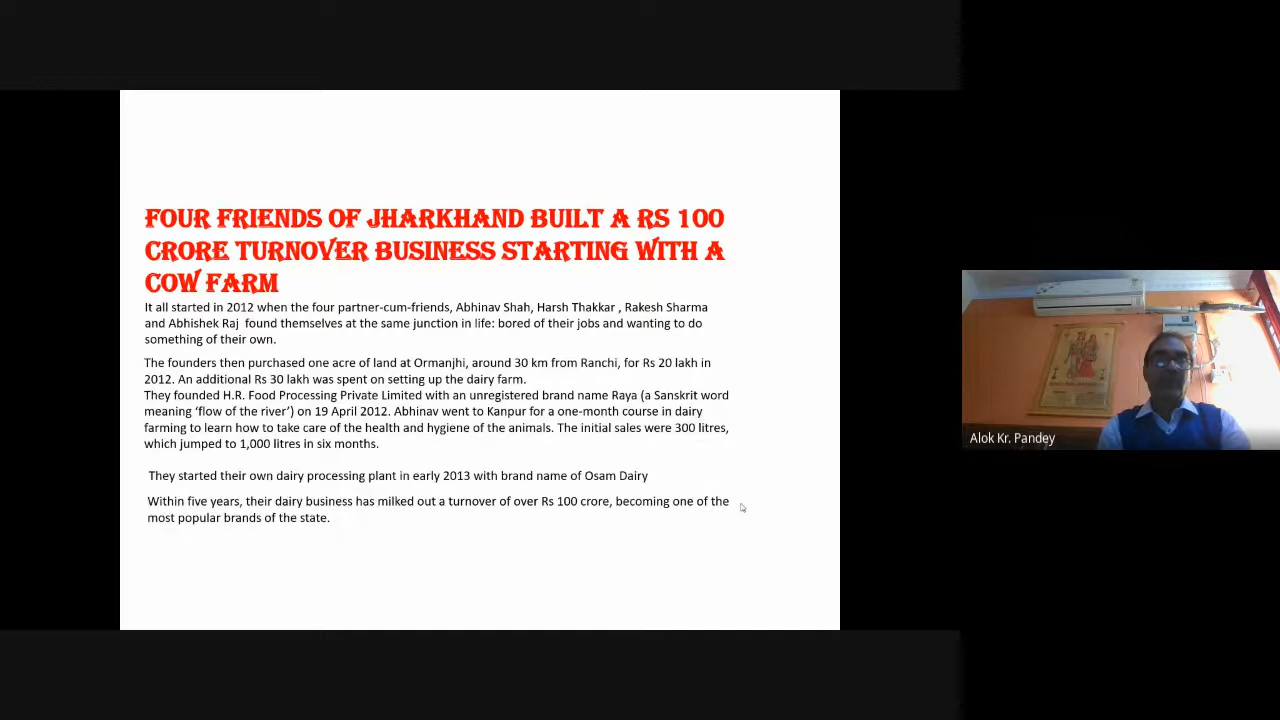 FOUR FRIENDS OF JHARKHAND BUILT A RS 100
CRORE TURNOVER BUSINESS STARTING WITH A
COW FARM
It all started in 2012 when the four partner-cum-friends, Abhinav Shah, Harsh Thakkar , Rakesh Sharma
and Abhishek Raj found themselves at the same junction in life: bored of their jobs and wanting to do
something of their own.
The founders then purchased one acre of land at Ormanjhi, around 30 km from Ranchi, for Rs 20 lakh in
2012. An additional Rs 30 lakh was spent on setting up the dairy farm.
They founded H.R. Food Processing Private Limited with an unregistered brand name Raya (a Sanskrit word
meaning ‘flow of the river’) on 19 April 2012. Abhinav went to Kanpur for a one-month course in dairy
farming to learn how to take care of the health and hygiene of the animals. The initial sales were 300 litres,
which jumped to 1,000 litres in six months.
They started their own dairy processing plant in early 2013 with brand name of Osam Dairy
Within five years, their dairy business has milked out a turnover of over Rs 100 crore, becoming one of the
most popular brands of the state.
Alok Kr. Pandey